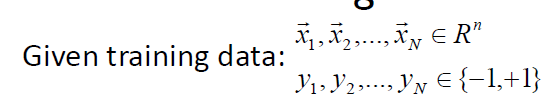 Given training data:
x⃗₁, x⃗₂,..., x⃗_N ∈ Rⁿ
y₁, y₂,..., y_N ∈ {−1,+1}